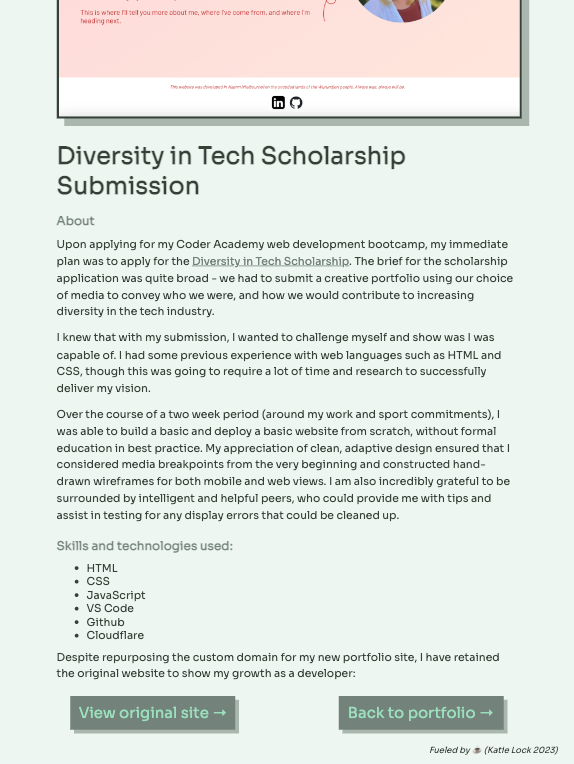 This is where I'll tell you more about me, where I've come from, and where I'm
heading next.
Diversity in Tech Scholarship
Submission
About
Upon applying for my Coder Academy web development bootcamp, my immediate
plan was to apply for the Diversity in Tech Scholarship. The brief for the scholarship
application was quite broad - we had to submit a creative portfolio using our choice
of media to convey who we were, and how we would contribute to increasing
diversity in the tech industry.
I knew that with my submission, I wanted to challenge myself and show was I was
capable of. I had some previous experience with web languages such as HTML and
CSS, though this was going to require a lot of time and research to successfully
deliver my vision.
Over the course of a two week period (around my work and sport commitments), I
was able to build a basic and deploy a basic website from scratch, without formal
education in best practice. My appreciation of clean, adaptive design ensured that I
considered media breakpoints from the very beginning and constructed hand-
drawn wireframes for both mobile and web views. I am also incredibly grateful to be
surrounded by intelligent and helpful peers, who could provide me with tips and
assist in testing for any display errors that could be cleaned up.
Skills and technologies used:
• HTML
• CSS
• JavaScript
• VS Code
• Github
• Cloudflare
Despite repurposing the custom domain for my new portfolio site, I have retained
the original website to show my growth as a developer:
View original site →
Back to portfolio →
Fueled by ☕ (Katie Lock 2023)